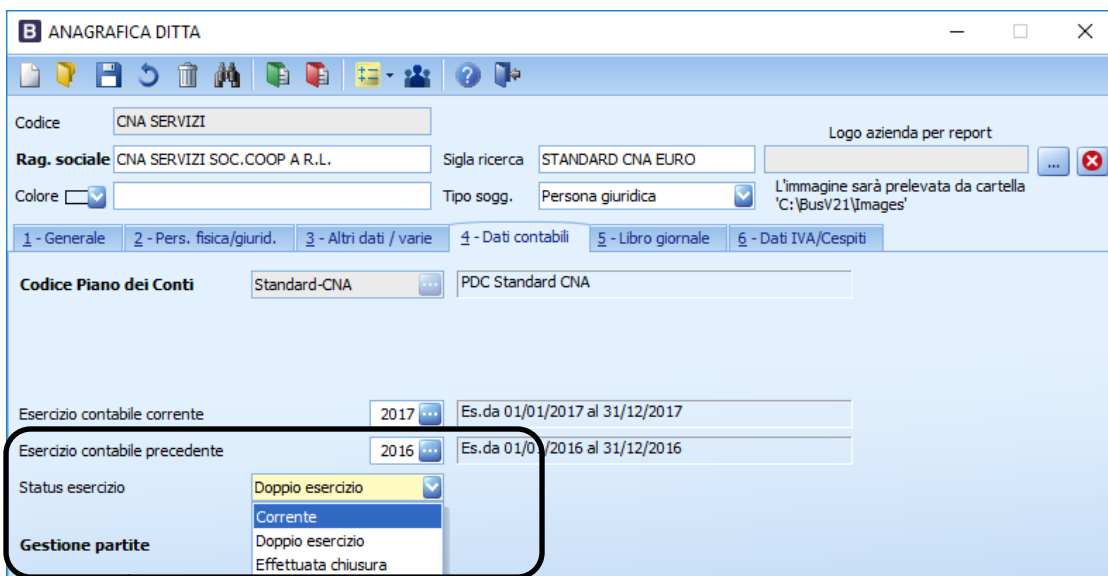 B ANAGRAFICA DITTA
Codice CNA SERVIZI
Logo azienda per report
Rag. sociale CNA SERVIZI SOC.COOP A R.L. Sigla ricerca STANDARD CNA EURO ...
Colore Tipo sogg. Persona giuridica L'immagine sarà prelevata da cartella
'C:\BusV21\Images'
1 - Generale 2 - Pers. fisica/giurid. 3 - Altri dati / varie 4 - Dati contabili 5 - Libro giornale 6 - Dati IVA/Cespiti
Codice Piano dei Conti Standard-CNA ... PDC Standard CNA
Esercizio contabile corrente 2017 ... Es.da 01/01/2017 al 31/12/2017
Esercizio contabile precedente 2016 ... Es.da 01/01/2016 al 31/12/2016
Status esercizio Doppio esercizio
Corrente
Gestione partite Doppio esercizio
Effettuata chiusura